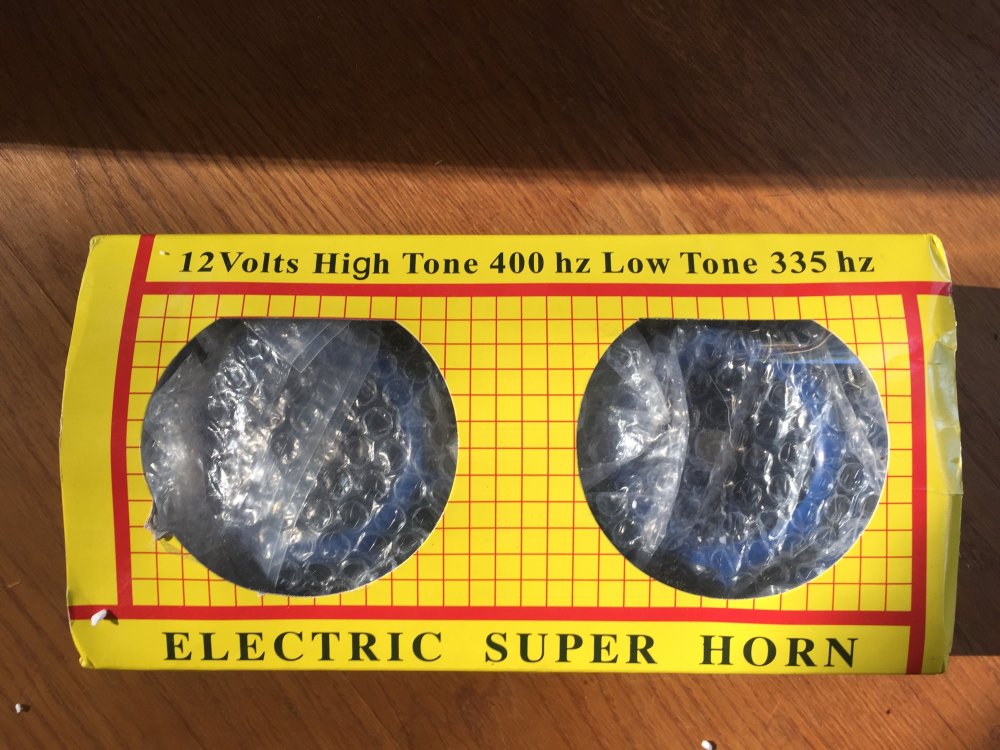 12Volts High Tone 400 hz Low Tone 335 hz
ELECTRIC SUPER HORN